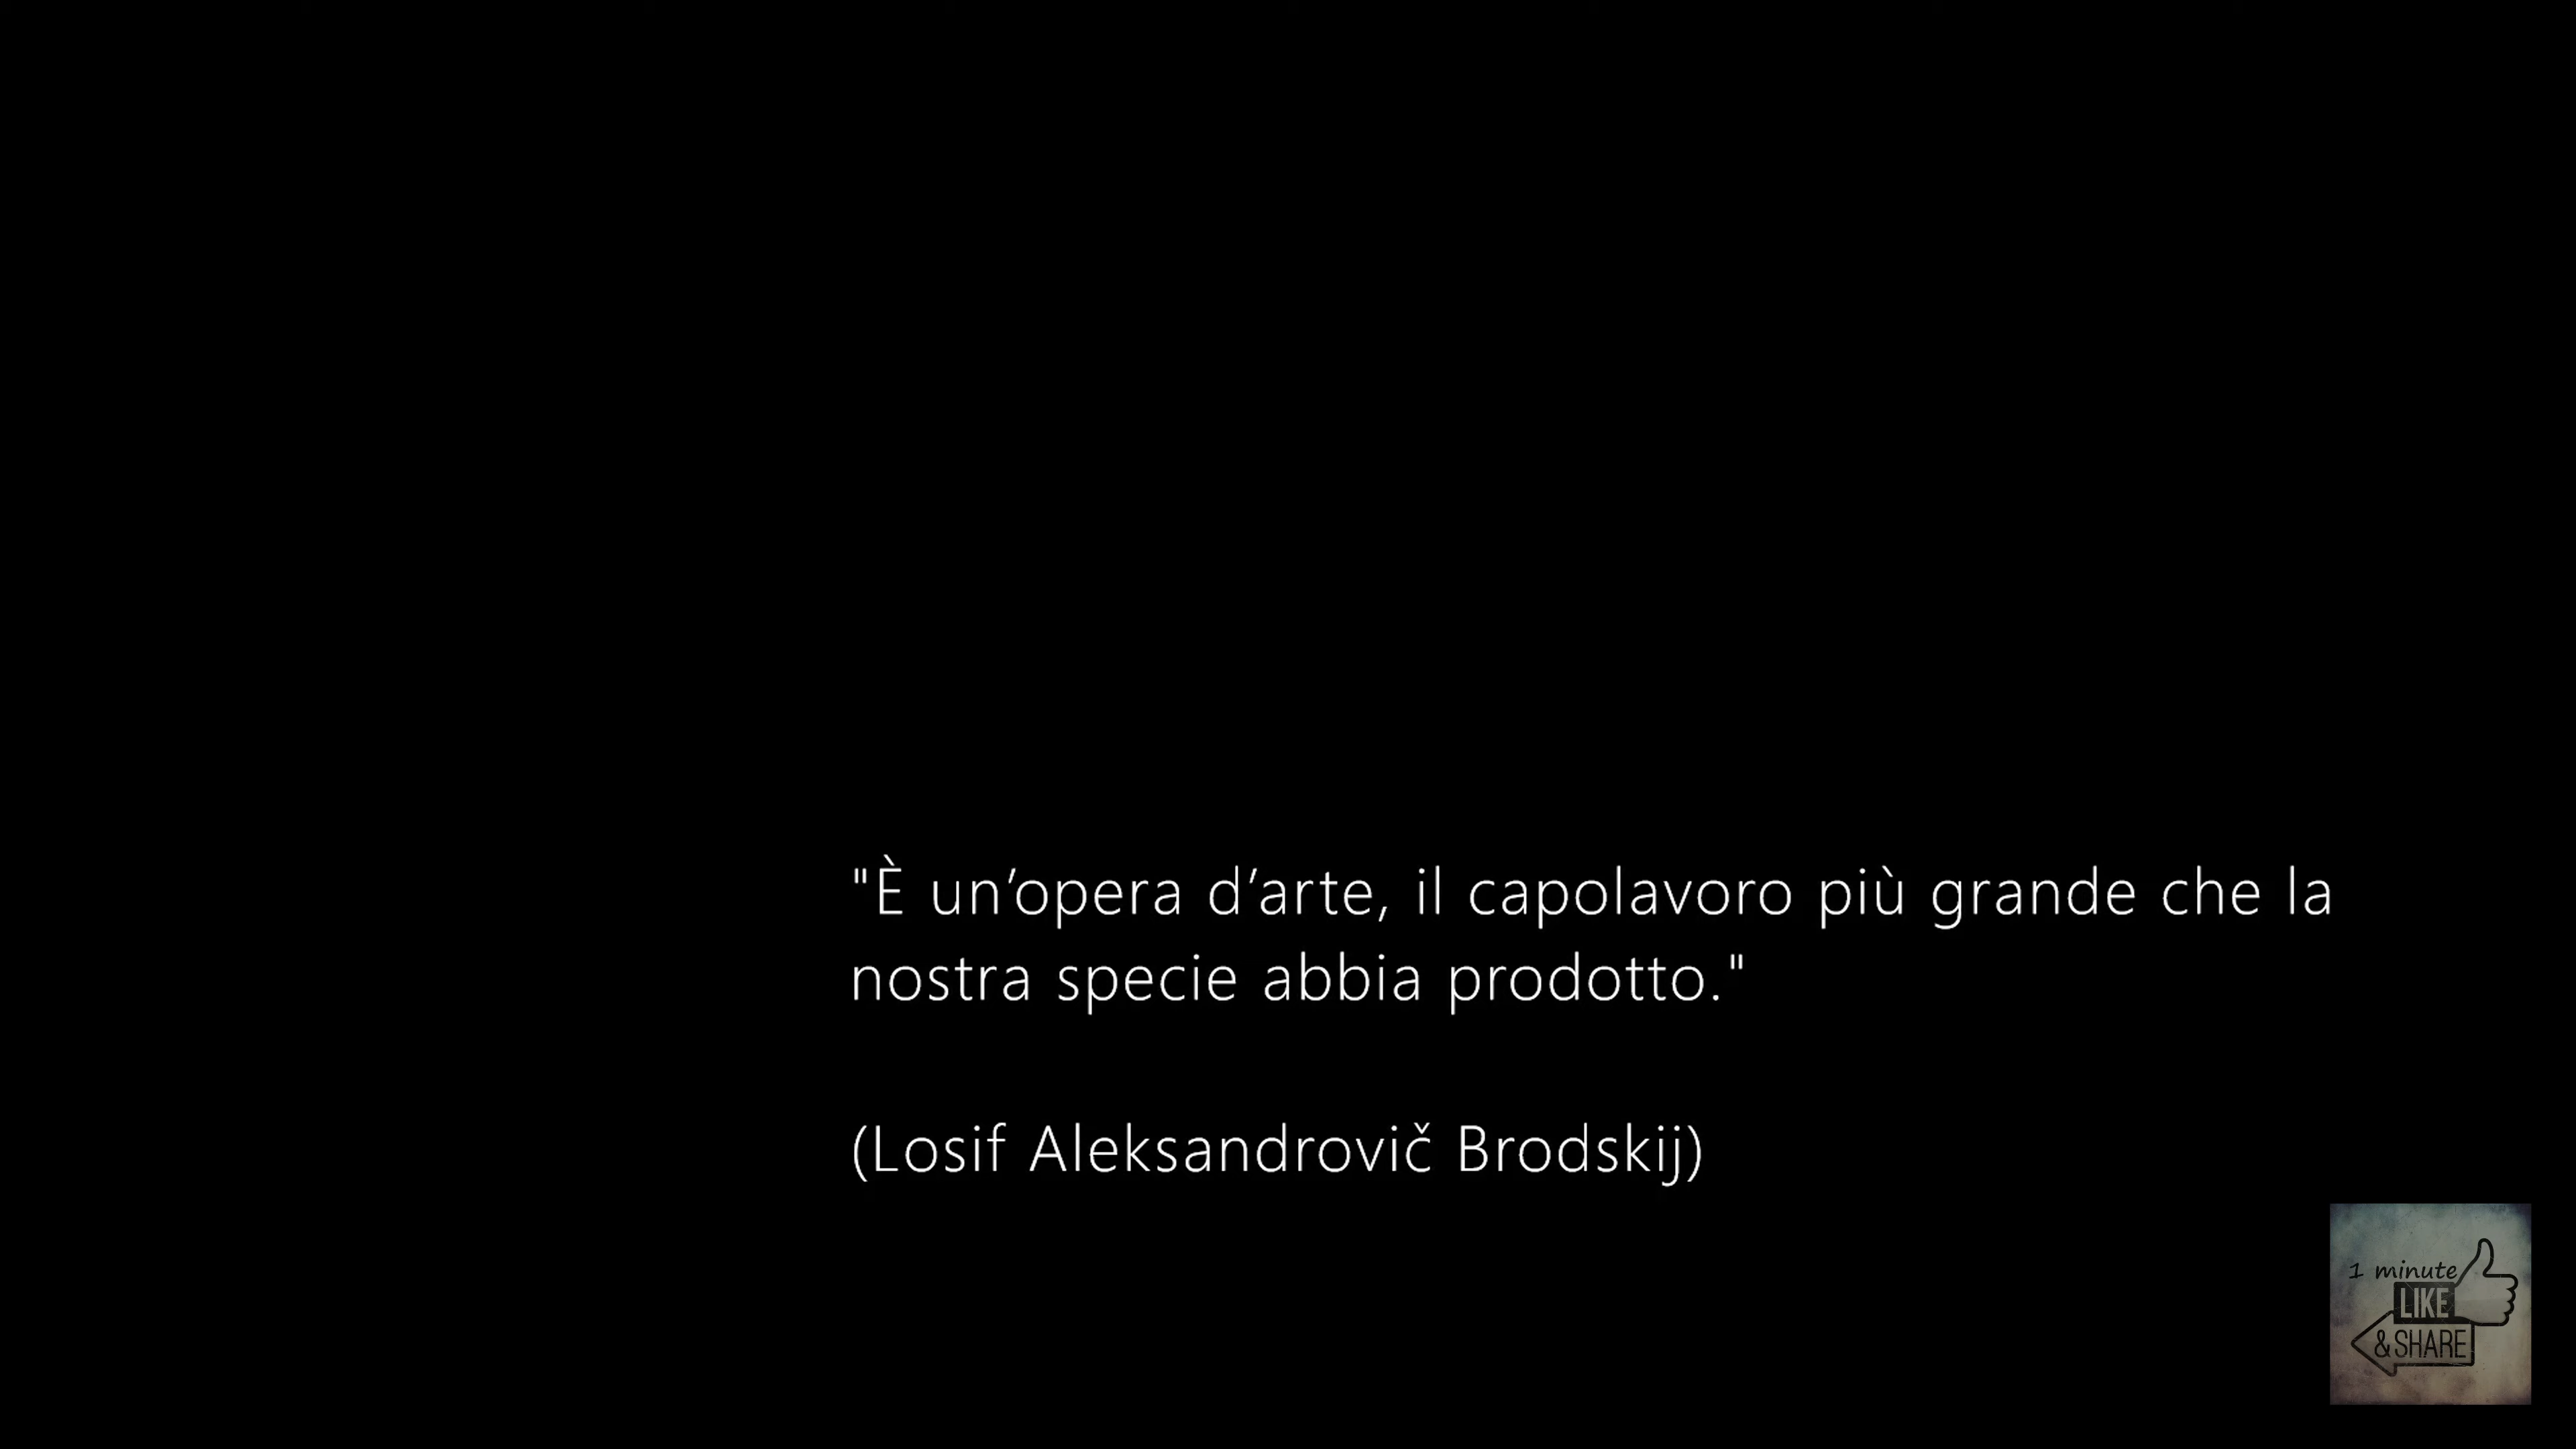 "È un’opera d’arte, il capolavoro più grande che la
nostra specie abbia prodotto."
(Losif Aleksandrovič Brodskij)
1 minute
LIKE
& SHARE